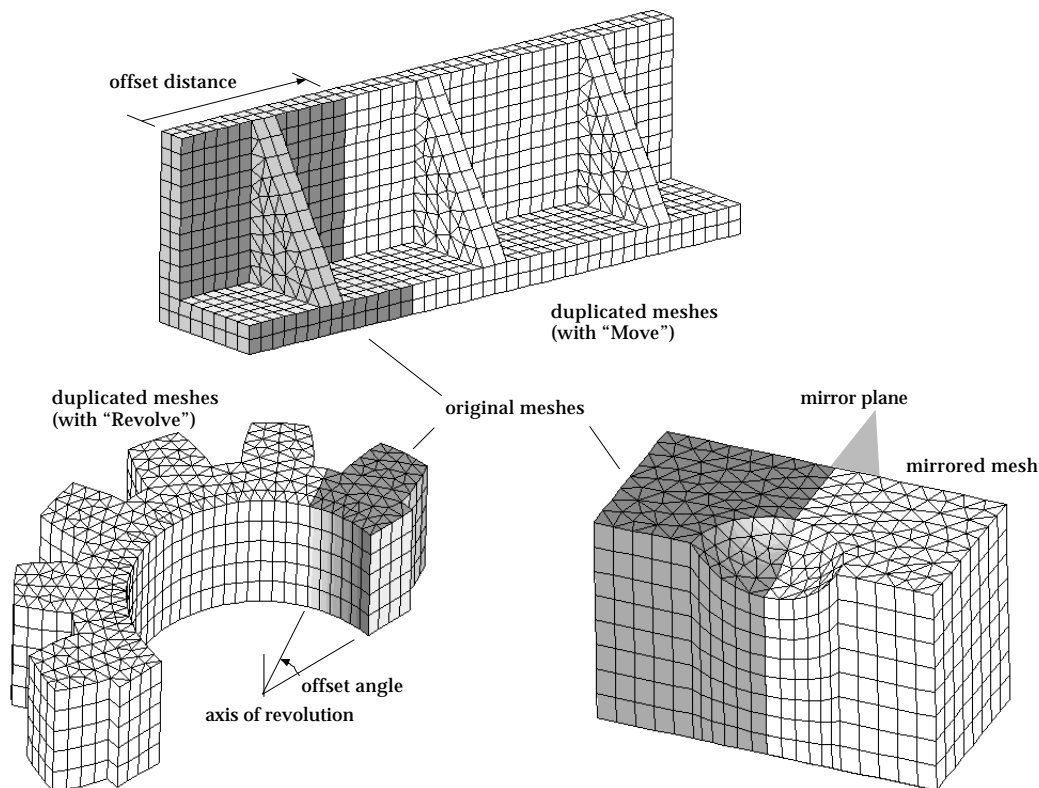 offset distance
duplicated meshes
(with “Move”)
duplicated meshes
(with “Revolve”)
original meshes
mirror plane
mirrored mesh
offset angle
axis of revolution